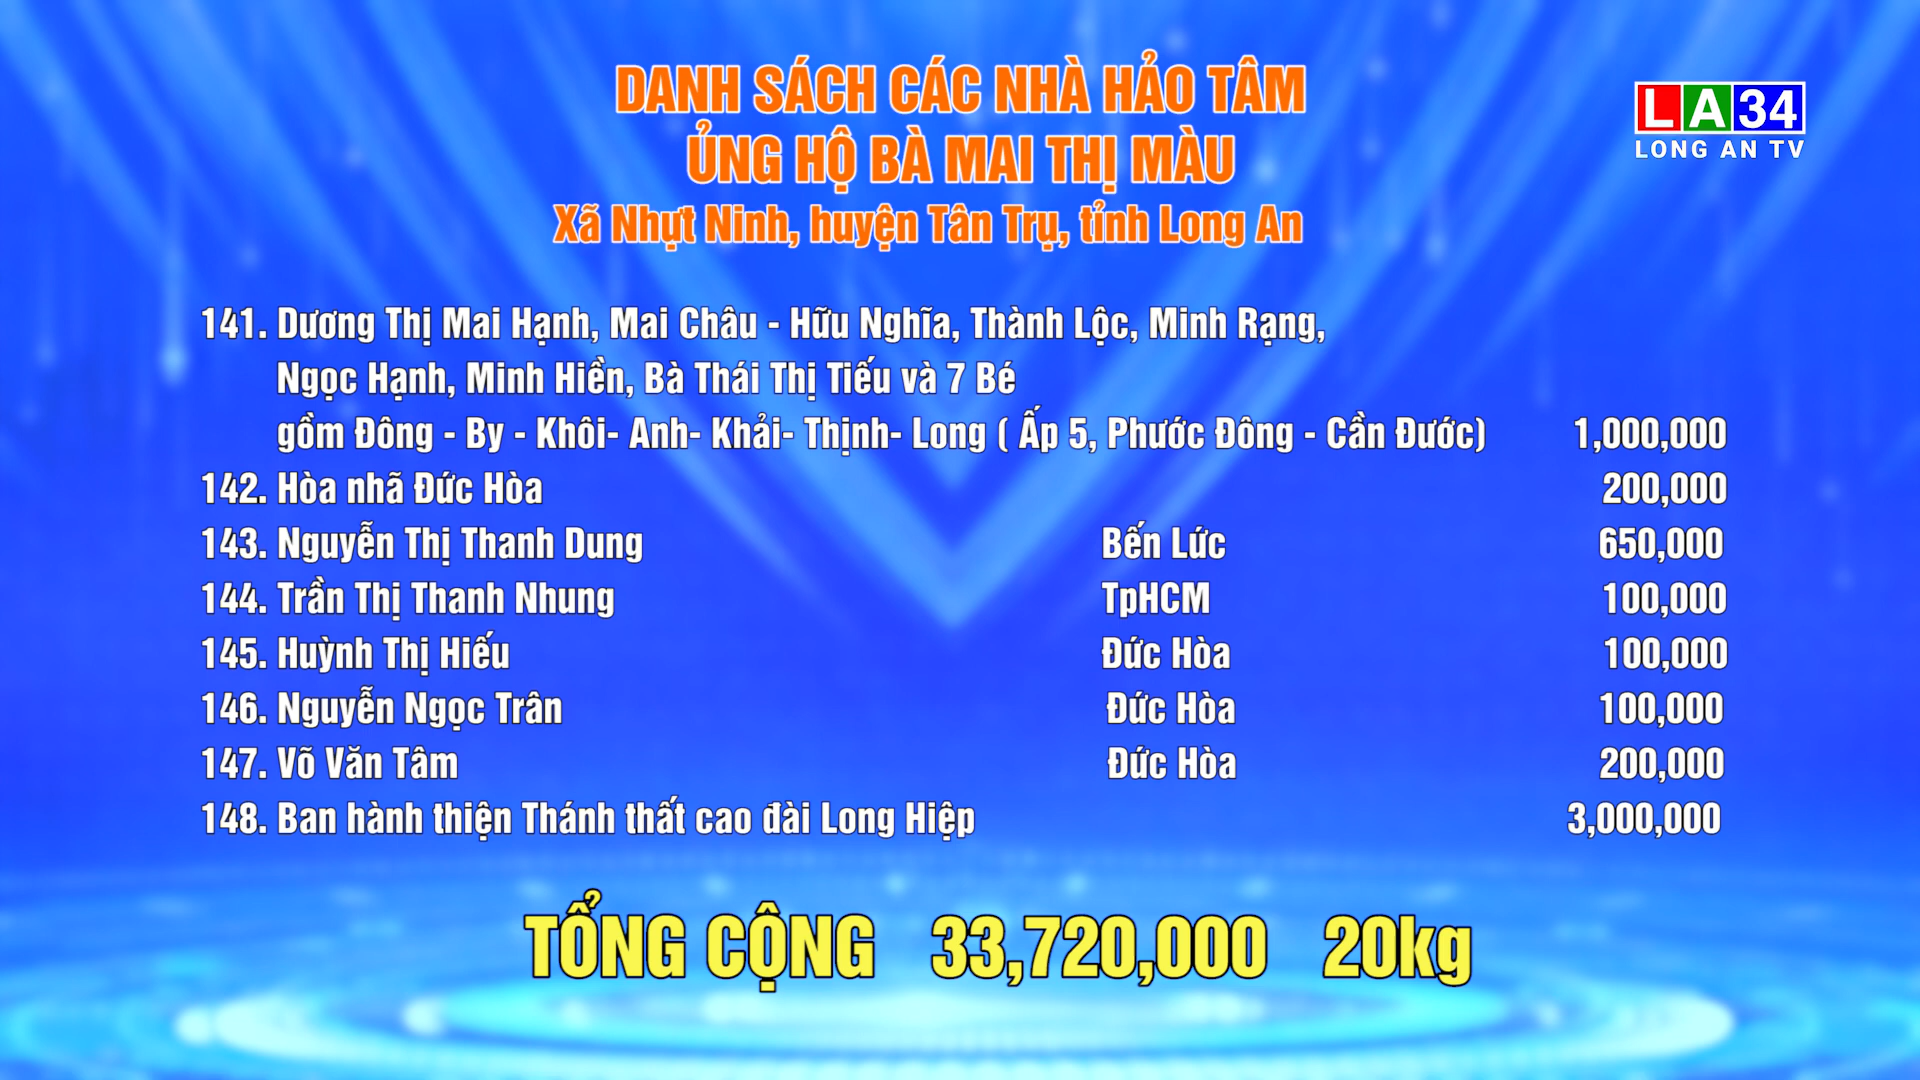 DANH SÁCH CÁC NHÀ HẢO TÂM
ỦNG HỘ BÀ MAI THỊ MÀU
Xã Nhựt Ninh, huyện Tân Trụ, tỉnh Long An
LA34
LONG AN TV
141. Dương Thị Mai Hạnh, Mai Châu - Hữu Nghĩa, Thành Lộc, Minh Rạng,
Ngọc Hạnh, Minh Hiền, Bà Thái Thị Tiếu và 7 Bé
gồm Đông - By - Khôi- Anh- Khải- Thịnh- Long ( Ấp 5, Phước Đông - Cần Đước) 1,000,000
142. Hòa nhã Đức Hòa 200,000
143. Nguyễn Thị Thanh Dung Bến Lức 650,000
144. Trần Thị Thanh Nhung TpHCM 100,000
145. Huỳnh Thị Hiếu Đức Hòa 100,000
146. Nguyễn Ngọc Trân Đức Hòa 100,000
147. Võ Văn Tâm Đức Hòa 200,000
148. Ban hành thiện Thánh thất cao đài Long Hiệp 3,000,000
TỔNG CỘNG 33,720,000 20kg